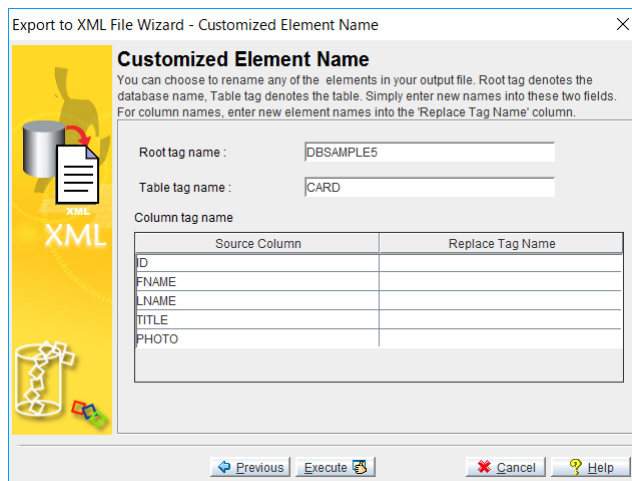 Export to XML File Wizard - Customized Element Name
Customized Element Name
You can choose to rename any of the elements in your output file. Root tag denotes the
database name, Table tag denotes the table. Simply enter new names into these two fields.
For column names, enter new element names into the 'Replace Tag Name' column.
Root tag name :
DBSAMPLE5
Table tag name :
CARD
Column tag name
Source Column
Replace Tag Name
ID
FNAME
LNAME
TITLE
PHOTO
XML
XML
Previous
Execute
Cancel
Help